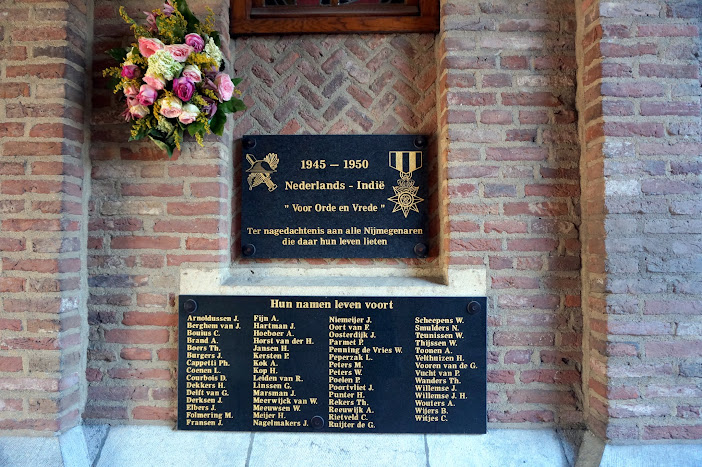 1945 – 1950
Nederlands - Indië
" Voor Orde en Vrede "
Ter nagedachtenis aan alle Nijmegenaren
die daar hun leven lieten
Hun namen leven voort
Arnoldussen J.
Berghem van J.
Bouius C.
Brand A.
Boers Th.
Burgers J.
Cappetti Ph.
Coenen L.
Courbois D.
Dekkers H.
Delft van G.
Derksen J.
Elbers J.
Folmering M.
Fransen J.
Fijn A.
Hartman J.
Hoeboer A.
Horst van der H.
Jansen H.
Kersten P.
Kok A.
Kop H.
Leiden van R.
Linssen G.
Marsman J.
Meerwijck van W.
Meeuwsen W.
Meijer H.
Nagelmakers J.
Niemeijer J.
Oort van F.
Oosterdijk J.
Parmel P.
Penning de Vries W.
Peperzak L.
Peters M.
Peters W.
Poelen P.
Poortvliet J.
Punter H.
Rekers Th.
Reeuwijk A.
Rietveld C.
Ruijter de G.
Scheepens W.
Smulders N.
Tennissen W.
Thijssen W.
Toonen A.
Velthuizen H.
Vooren van de G.
Vucht van P.
Wanders Th.
Willemse J.
Willemse J. H.
Wouters A.
Wijers B.
Witjes C.